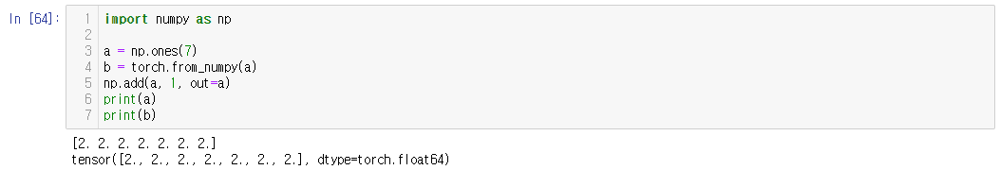 In [64]:
1 import numpy as np
2
3 a = np.ones(7)
4 b = torch.from_numpy(a)
5 np.add(a, 1, out=a)
6 print(a)
7 print(b)
[2. 2. 2. 2. 2. 2. 2.]
tensor([2., 2., 2., 2., 2., 2., 2.], dtype=torch.float64)